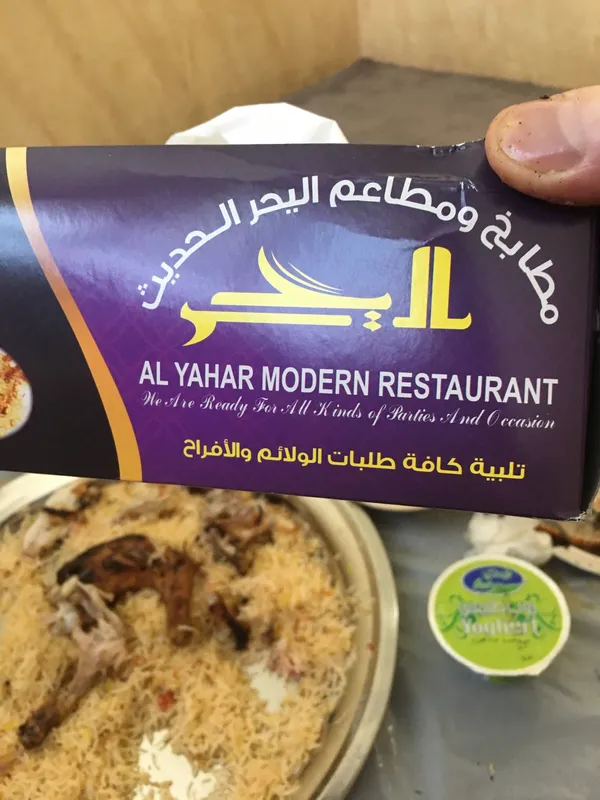 مطابخ ومطاعم اليحر الحديث
اليحر
AL YAHAR MODERN RESTAURANT
We Are Ready For All Kinds of Parties And Occasion
تلبية كافة طلبات الولائم والأفراح
Yoghurt